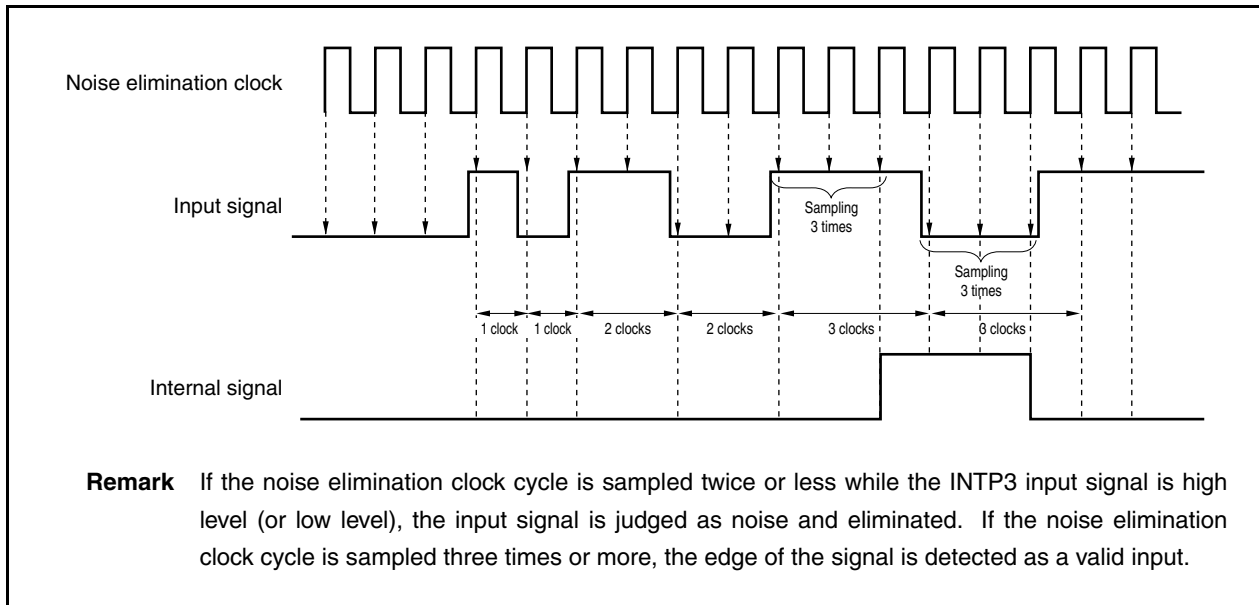 Noise elimination clock
Input signal
Sampling
3 times
Sampling
3 times
1 clock
1 clock
2 clocks
2 clocks
3 clocks
3 clocks
Internal signal
Remark If the noise elimination clock cycle is sampled twice or less while the INTP3 input signal is high
level (or low level), the input signal is judged as noise and eliminated. If the noise elimination
clock cycle is sampled three times or more, the edge of the signal is detected as a valid input.